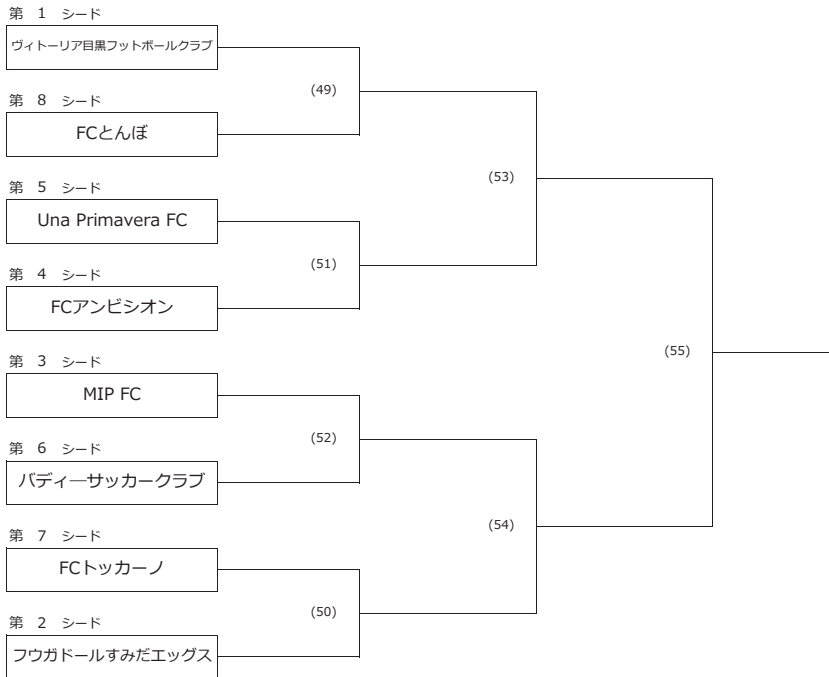 第 1 シード
ヴィトーリア目黒フットボールクラブ
(49)
第 8 シード
FCとんぼ
(53)
第 5 シード
Una Primavera FC
(51)
第 4 シード
FCアンビシオン
(55)
第 3 シード
MIP FC
(52)
第 6 シード
バディ―サッカークラブ
(54)
第 7 シード
FCトッカーノ
(50)
第 2 シード
フウガドールすみだエッグス